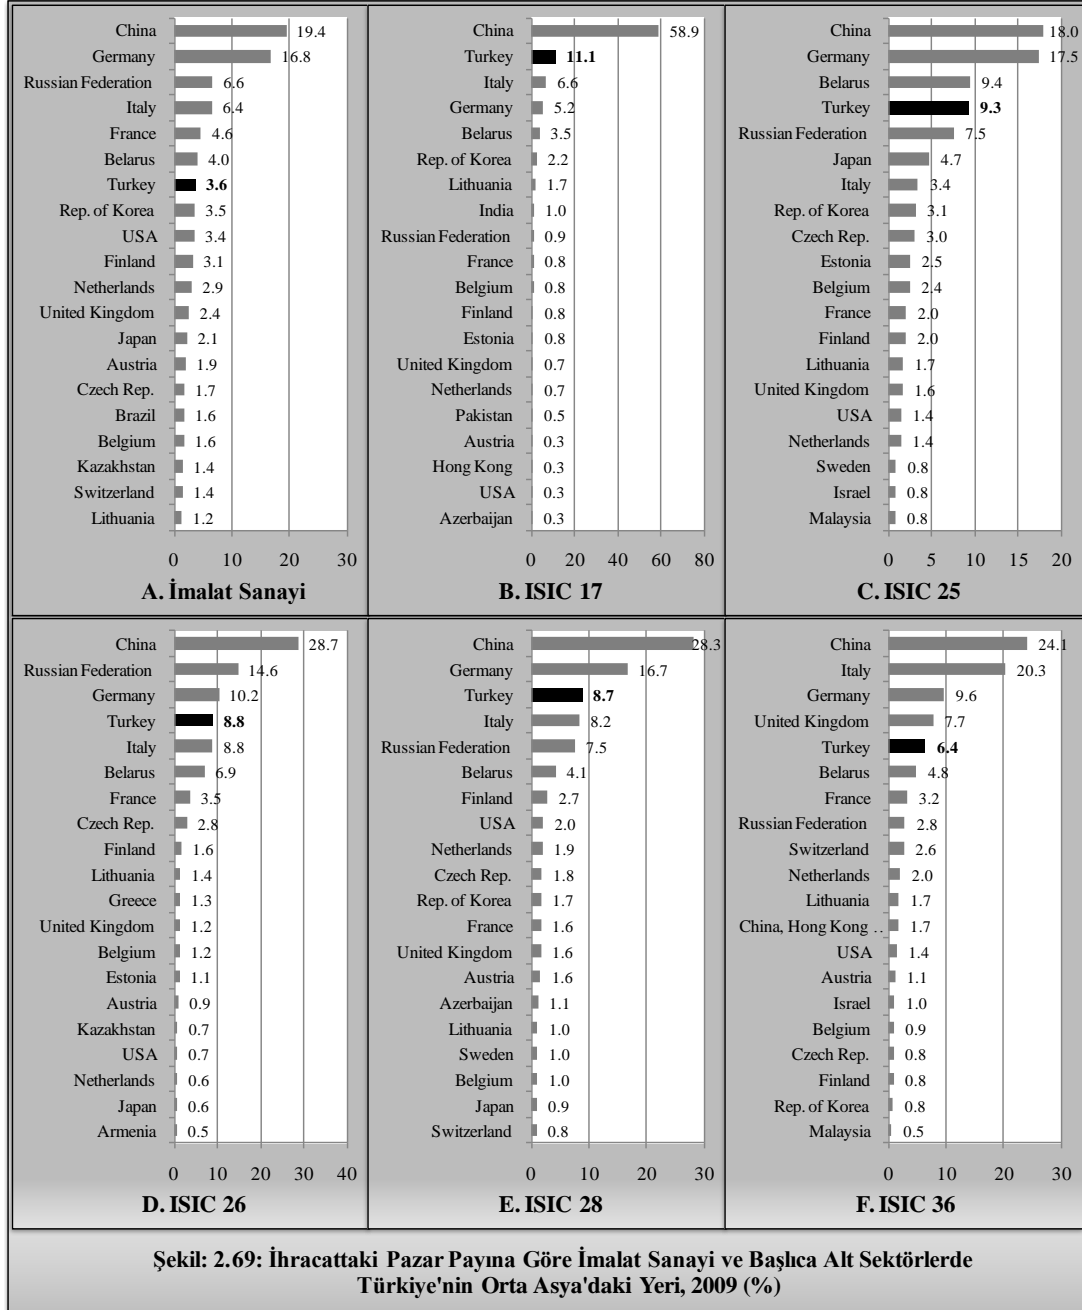 China 19.4
Germany 16.8
Russian Federation 6.6
Italy 6.4
France 4.6
Belarus 4.0
Turkey 3.6
Rep. of Korea 3.5
USA 3.4
Finland 3.1
Netherlands 2.9
United Kingdom 2.4
Japan 2.1
Austria 1.9
Czech Rep. 1.7
Brazil 1.6
Belgium 1.6
Kazakhstan 1.4
Switzerland 1.4
Lithuania 1.2
0 10 20 30
A. İmalat Sanayi
China 58.9
Turkey 11.1
Italy 6.6
Germany 5.2
Belarus 3.5
Rep. of Korea 2.2
Lithuania 1.7
India 1.0
Russian Federation 0.9
France 0.8
Belgium 0.8
Finland 0.8
Estonia 0.8
United Kingdom 0.7
Netherlands 0.7
Pakistan 0.5
Austria 0.3
Hong Kong 0.3
USA 0.3
Azerbaijan 0.3
0 20 40 60 80
B. ISIC 17
China 18.0
Germany 17.5
Belarus 9.4
Turkey 9.3
Russian Federation 7.5
Japan 4.7
Italy 3.4
Rep. of Korea 3.1
Czech Rep. 3.0
Estonia 2.5
Belgium 2.4
France 2.0
Finland 2.0
Lithuania 1.7
United Kingdom 1.6
USA 1.4
Netherlands 1.4
Sweden 0.8
Israel 0.8
Malaysia 0.8
0 5 10 15 20
C. ISIC 25
China 28.7
Russian Federation 14.6
Germany 10.2
Turkey 8.8
Italy 8.8
Belarus 6.9
France 3.5
Czech Rep. 2.8
Finland 1.6
Lithuania 1.4
Greece 1.3
United Kingdom 1.2
Belgium 1.2
Estonia 1.1
Austria 0.9
Kazakhstan 0.7
USA 0.7
Netherlands 0.6
Japan 0.6
Armenia 0.5
0 10 20 30 40
D. ISIC 26
China 28.3
Germany 16.7
Turkey 8.7
Italy 8.2
Russian Federation 7.5
Belarus 4.1
Finland 2.7
USA 2.0
Netherlands 1.9
Czech Rep. 1.8
Rep. of Korea 1.7
France 1.6
United Kingdom 1.6
Austria 1.6
Azerbaijan 1.1
Lithuania 1.0
Sweden 1.0
Belgium 1.0
Japan 0.9
Switzerland 0.8
0 10 20 30
E. ISIC 28
China 24.1
Italy 20.3
Germany 9.6
United Kingdom 7.7
Turkey 6.4
Belarus 4.8
France 3.2
Russian Federation 2.8
Switzerland 2.6
Netherlands 2.0
Lithuania 1.7
China, Hong Kong .. 1.7
USA 1.4
Austria 1.1
Israel 1.0
Belgium 0.9
Czech Rep. 0.8
Finland 0.8
Rep. of Korea 0.8
Malaysia 0.5
0 10 20 30
F. ISIC 36
Şekil: 2.69: İhracattaki Pazar Payına Göre İmalat Sanayi ve Başlıca Alt Sektörlerde
Türkiye'nin Orta Asya'daki Yeri, 2009 (%)